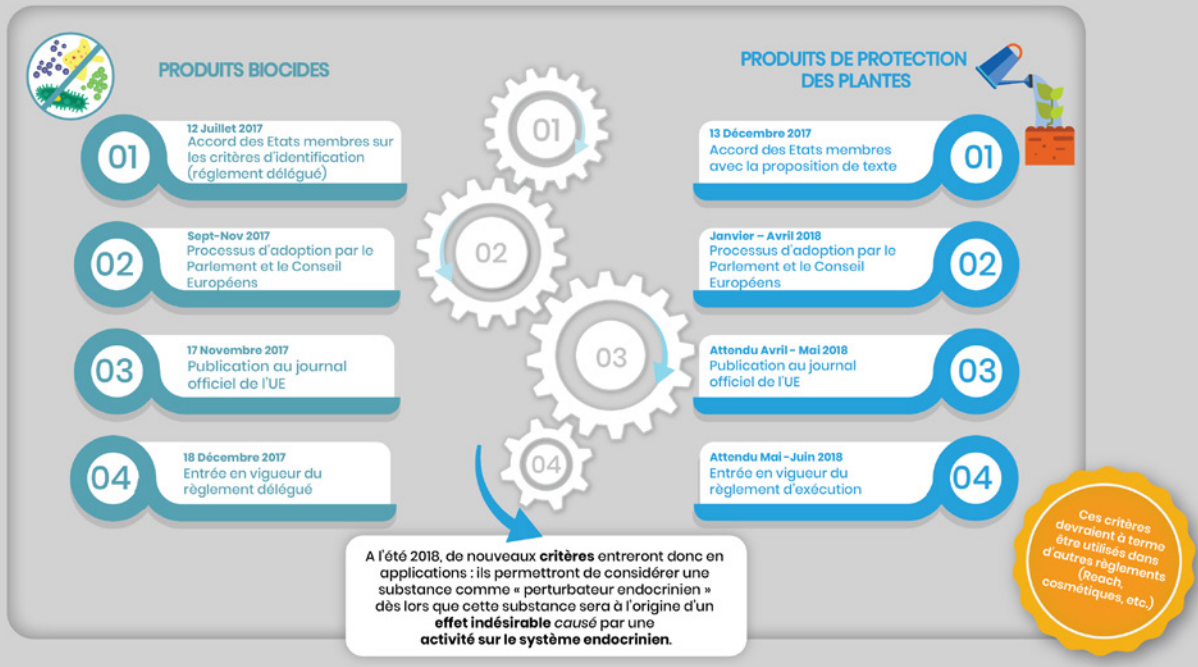 PRODUITS BIOCIDES
01
12 Juillet 2017
Accord des Etats membres sur
les critères d'identification
(réglement délégué)
02
Sept-Nov 2017
Processus d'adoption par le
Parlement et le Conseil
Européens
03
17 Novembre 2017
Publication au journal
officiel de l'UE
04
18 Décembre 2017
Entrée en vigueur du
règlement délégué
01
02
03
04
PRODUITS DE PROTECTION
DES PLANTES
13 Décembre 2017
Accord des Etats membres
avec la proposition de texte
01
Janvier – Avril 2018
Processus d'adoption par le
Parlement et le Conseil
Européens
02
Attendu Avril - Mai 2018
Publication au journal
officiel de l'UE
03
Attendu Mai -Juin 2018
Entrée en vigueur du
règlement d'exécution
04
A l'été 2018, de nouveaux critères entreront donc en
applications : ils permettront de considérer une
substance comme « perturbateur endocrinien »
dès lors que cette substance sera à l'origine d'un
effet indésirable causé par une
activité sur le système endocrinien.
Ces critères
devraient à terme
être utilisés dans
d'autres règlements
(Reach,
cosmétiques, etc.)